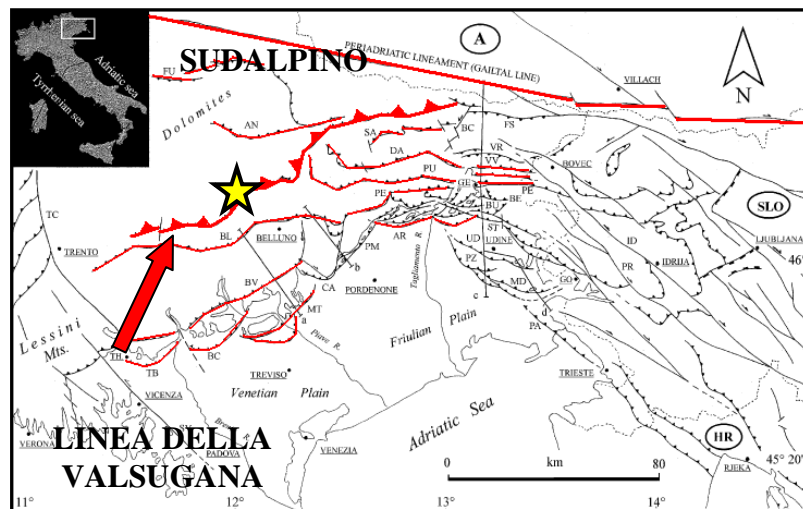 SUDALPINO
A
PERIADRIATIC LINEAMENT (GAILTAL LINE)
VILLACH
N
Adriatic sea
Tyrrhenian sea
FU
Dolomites
AN
SA
BC
FS
DA
VR
VV
BOVEC
PU
GE
PE
PE
BE
BU
SLO
TC
TRENTO
BL
BELLUNO
PM
AR
Tagliamento R.
ST
UD
UDINE
ID
LJUBLJANA
46°
PZ
PR
IDRIJA
BV
CA
b
PORDENONE
MD
GO
MT
a
c
d
PA
Lessini
Mts.
TH
TB
BC
Piave R.
Friulian Plain
TREVISO
TRIESTE
VICENZA
Venetian Plain
SV
Adriatic Sea
VERONA
PADOVA
VENEZIA
HR
LINEA DELLA
VALSUGANA
RIJEKA
45° 20'
0
km
80
11°
12°
13°
14°